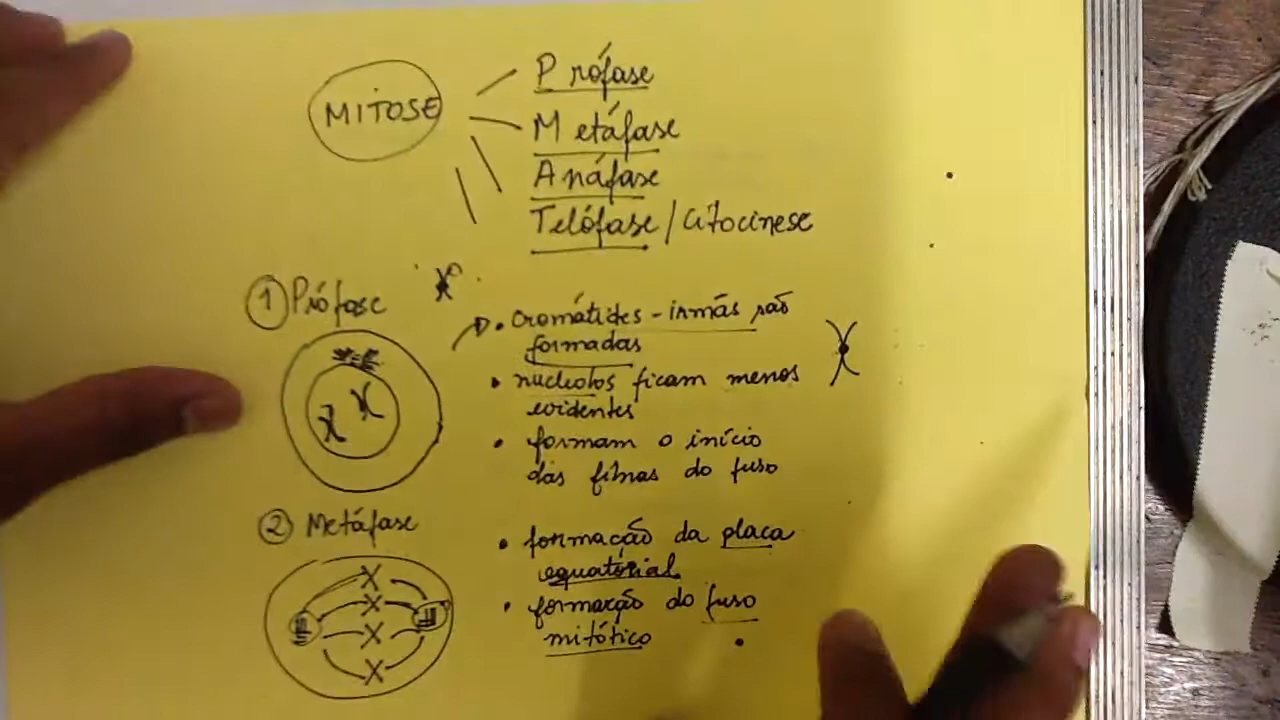 MITOSE
Prófase
Metáfase
Anáfase
Telófase / Citocinese
① Prófase
• Cromátides - irmãs são
formadas
• nucleolos ficam menos
evidentes
• formam o início
das fibras do fuso
② Metáfase
• formação da placa
equatorial
• formação do fuso
mitótico